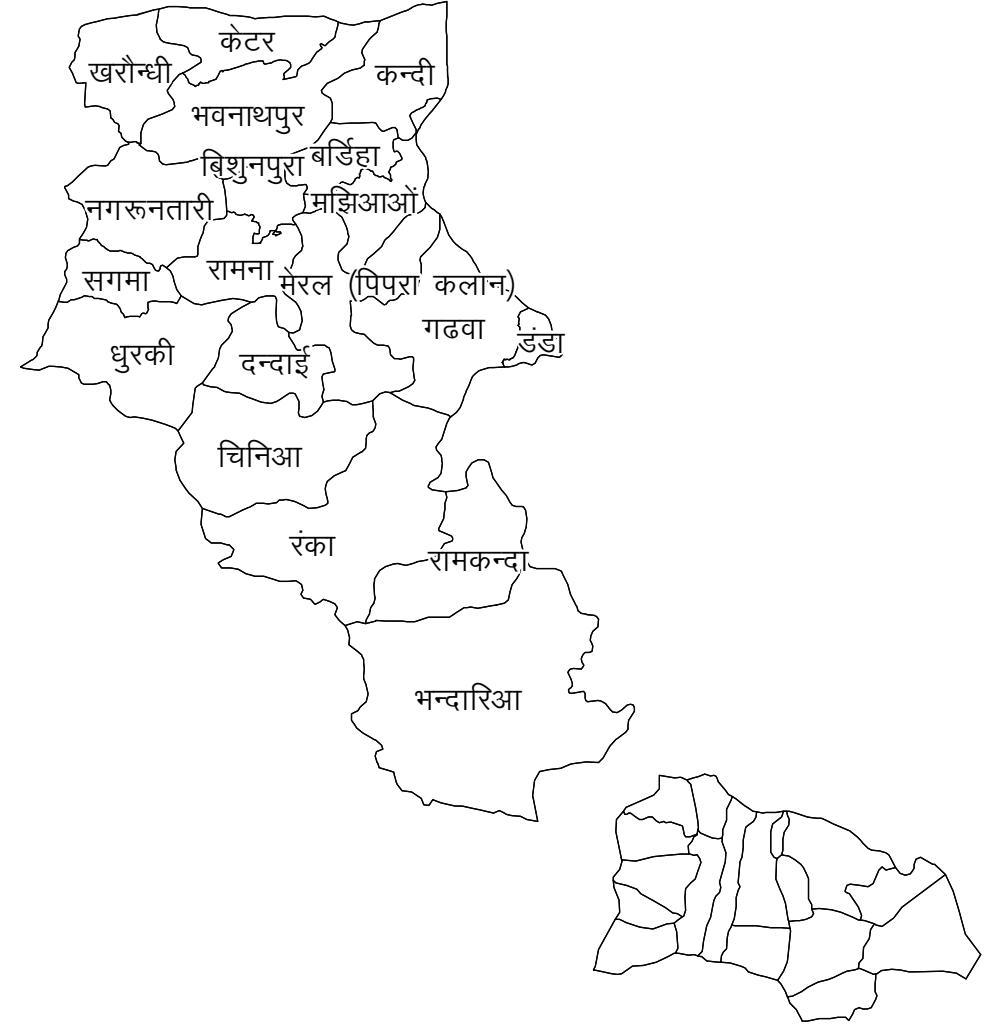 केटर
खरौन्धी
कन्दी
भवनाथपुर
बिशुनपुरा
बर्डिहा
नगरूनतारी
मझिआओं
सगमा
रामना
मेरल (पिपरा कलान)
गढवा
डंडा
धुरकी
दन्दाई
चिनिआ
रंका
रामकन्दा
भन्दारिआ